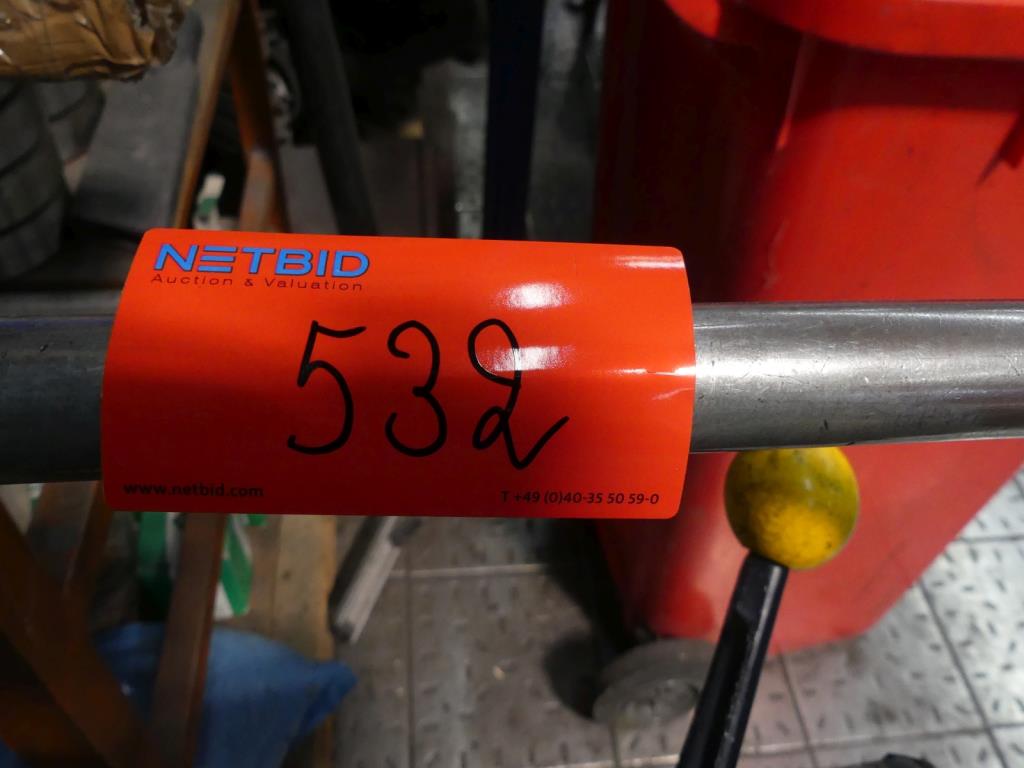 NETBID
Auction & Valuation
532
www.netbid.com
T +49 (0)40-35 50 59-0